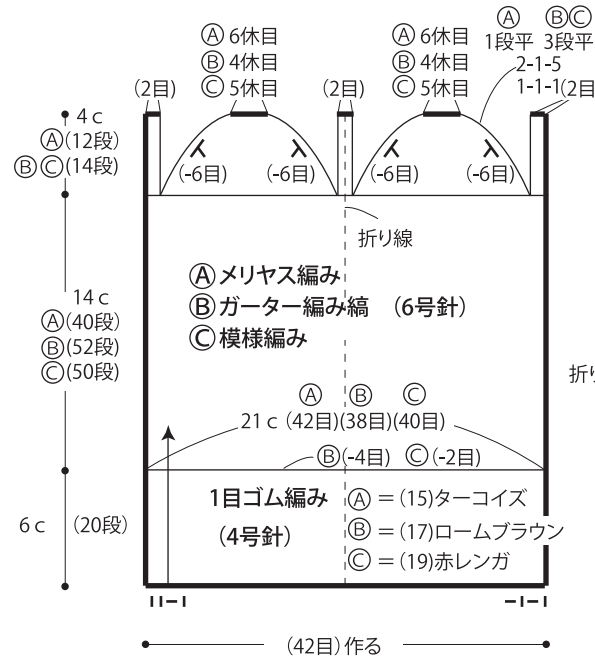 Ⓐ 6休目
Ⓑ 4休目
Ⓒ 5休目
Ⓐ 6休目
Ⓑ 4休目
Ⓒ 5休目
Ⓐ ⒷⒸ
1段平 3段平
2-1-5
1-1-1
(2目)
(2目)
(2目
4c
Ⓐ(12段)
ⒷⒸ(14段)
(-6目)
(-6目)
(-6目)
(-6目)
折り線
Ⓐメリヤス編み
Ⓑガーター編み縞 (6号針)
Ⓒ模様編み
14c
Ⓐ(40段)
Ⓑ(52段)
Ⓒ(50段)
折り
Ⓐ Ⓑ Ⓒ
21c (42目)(38目)(40目)
Ⓑ(-4目) Ⓒ(-2目)
1目ゴム編み
(4号針)
Ⓐ=(15)ターコイズ
Ⓑ=(17)ロームブラウン
Ⓒ=(19)赤レンガ
6c (20段)
(42目)作る